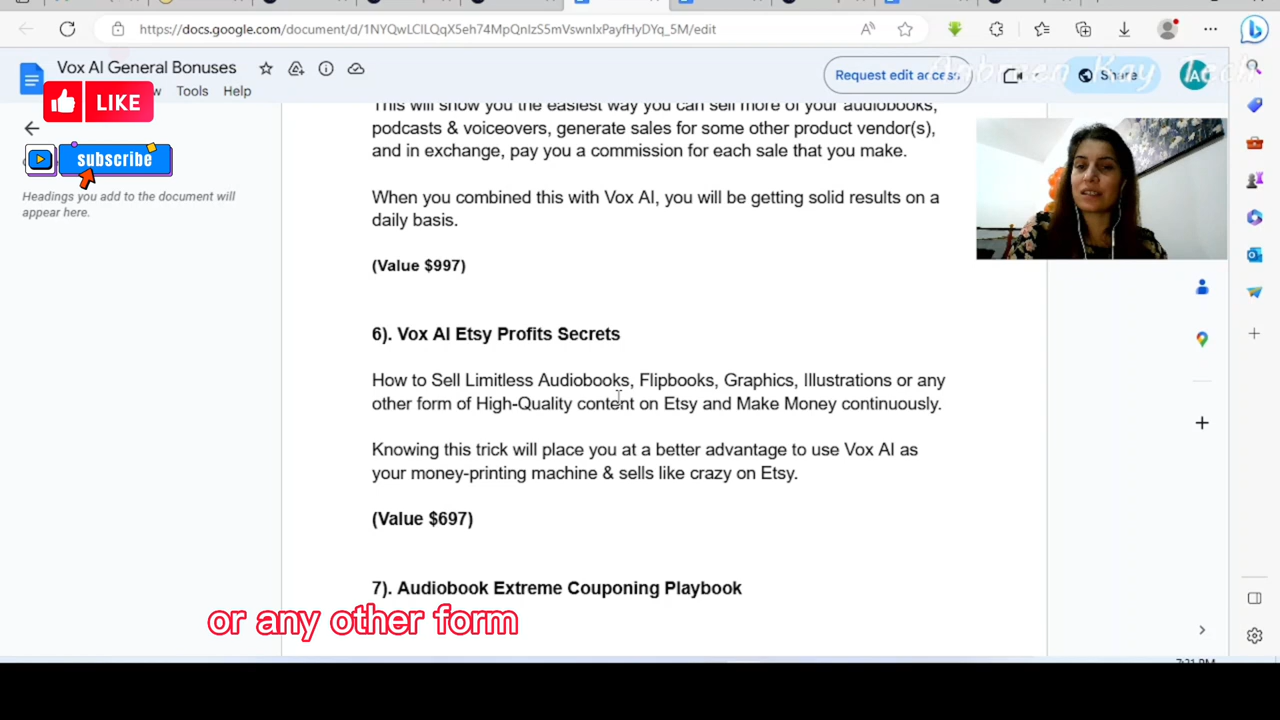 https://docs.google.com/document/d/1NYQwLCILQqX5eh74MpQnIzS5mVswnIxPayfHyDYq_5M/edit
Vox AI General Bonuses
Tools Help
Request edit access
Share
Kay Tech
LIKE
subscribe
Headings you add to the document will
appear here.
This will show you the easiest way you can sell more of your audiobooks,
podcasts & voiceovers, generate sales for some other product vendor(s),
and in exchange, pay you a commission for each sale that you make.
When you combined this with Vox AI, you will be getting solid results on a
daily basis.
(Value $997)
6). Vox AI Etsy Profits Secrets
How to Sell Limitless Audiobooks, Flipbooks, Graphics, Illustrations or any
other form of High-Quality content on Etsy and Make Money continuously.
Knowing this trick will place you at a better advantage to use Vox AI as
your money-printing machine & sells like crazy on Etsy.
(Value $697)
7). Audiobook Extreme Couponing Playbook
or any other form